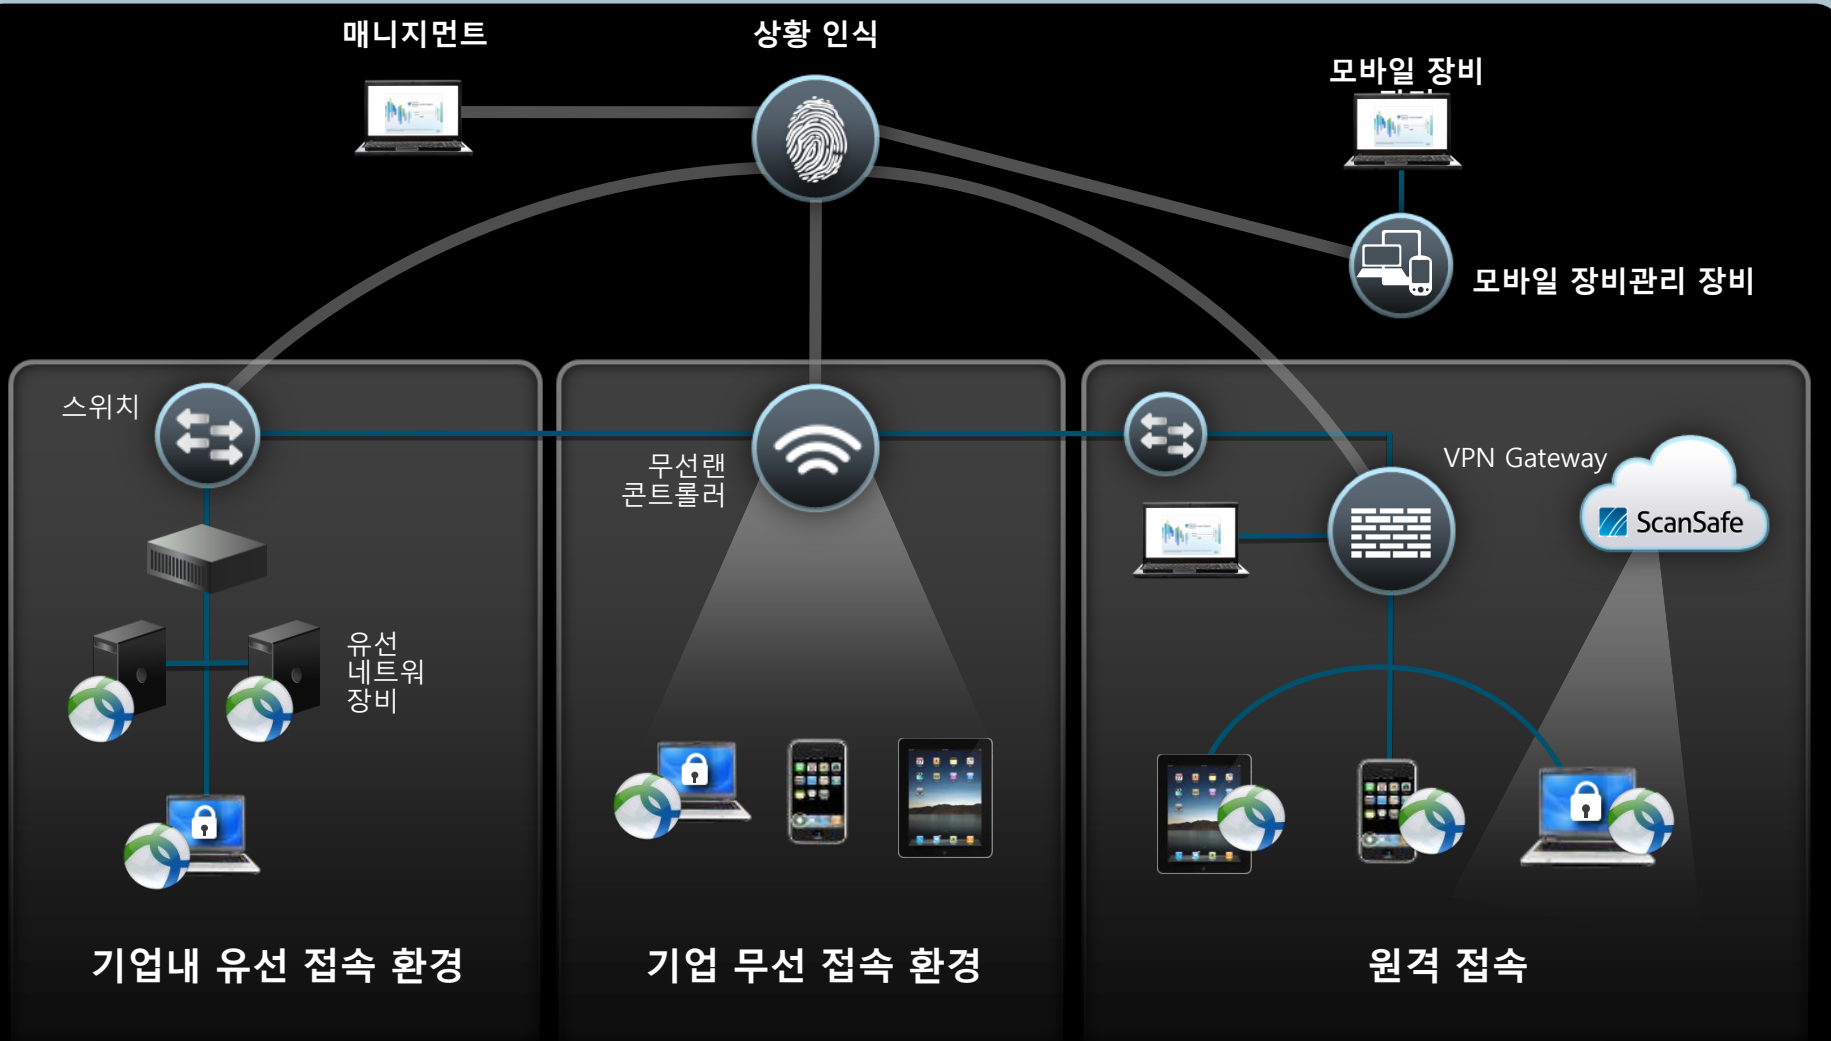 매니지먼트
상황 인식
모바일 장비
모바일 장비관리 장비
스위치
무선랜
콘트롤러
VPN Gateway
ScanSafe
유선
네트워
장비
기업내 유선 접속 환경
기업 무선 접속 환경
원격 접속